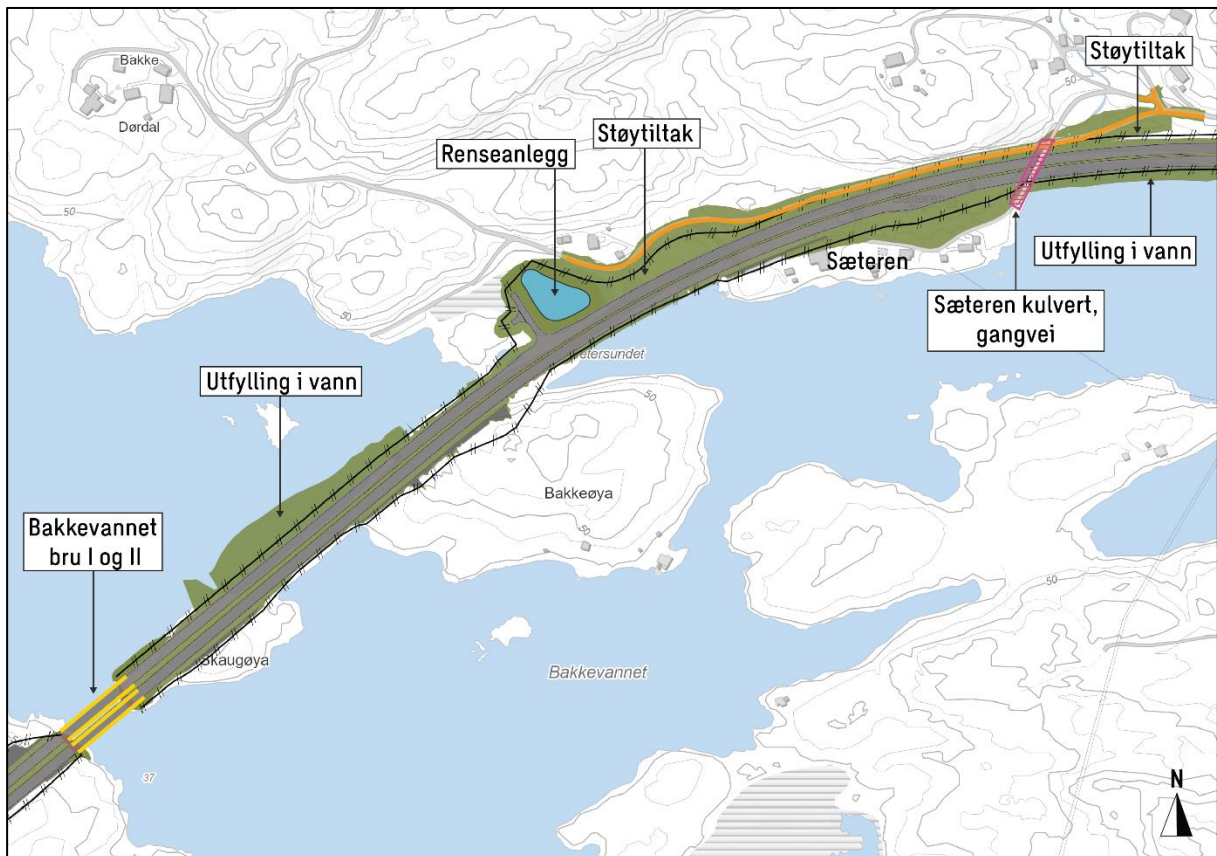 Bakke
Dørdal
50
Støytiltak
Støytiltak
Renseanlegg
50
50
Sæteren
Utfylling i vann
Sæteren kulvert,
gangvei
Utfylling i vann
50
Bakkeøya
50
50
Bakkevannet
bru I og II
Skaugøya
Bakkevannet
37
N